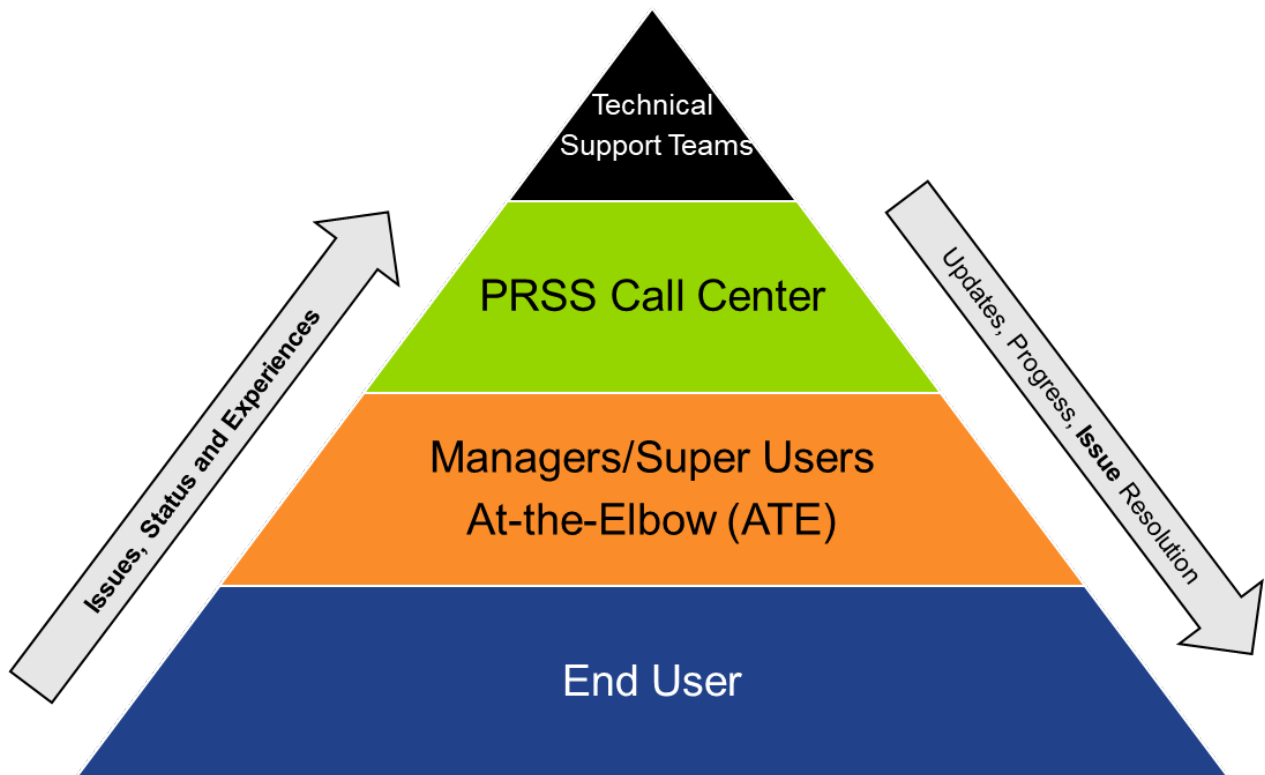 Technical
Support Teams
PRSS Call Center
Managers/Super Users
At-the-Elbow (ATE)
End User
Issues, Status and Experiences
Updates, Progress, Issue Resolution